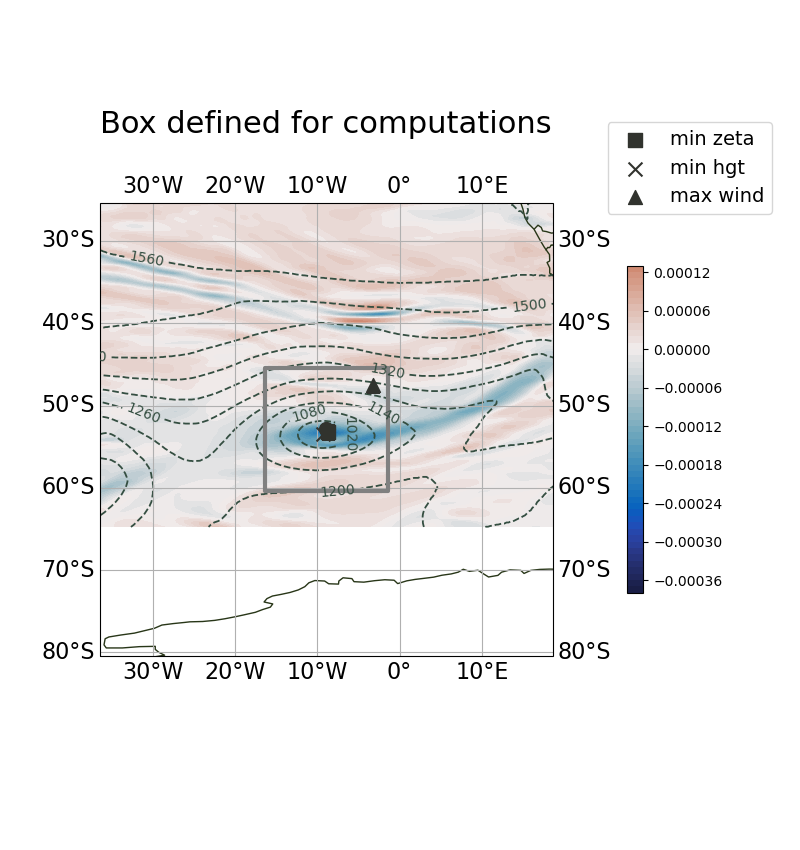 Box defined for computations
min zeta
min hgt
max wind
30°W 20°W 10°W 0° 10°E
30°S 30°S
40°S 40°S
50°S 50°S
60°S 60°S
70°S 70°S
80°S 80°S
30°W 20°W 10°W 0° 10°E
1560
1500
0
1320
1260
1080
1140
1020
1200
0.00012
0.00006
0.00000
−0.00006
−0.00012
−0.00018
−0.00024
−0.00030
−0.00036